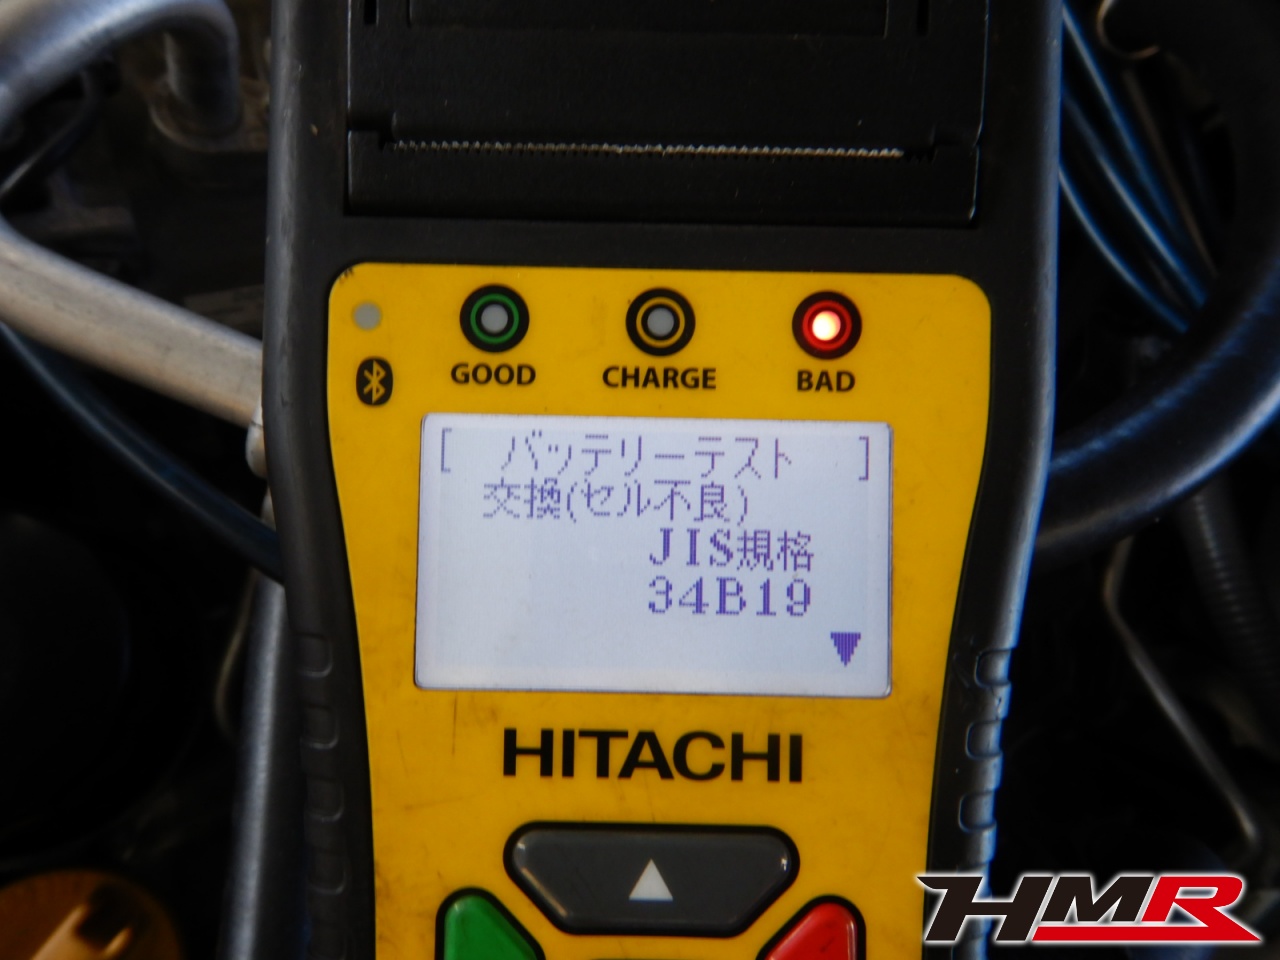 GOOD
CHARGE
BAD
[ バッテリーテスト ]
交換(セル不良)
JIS規格
34B19
HITACHI
HMR